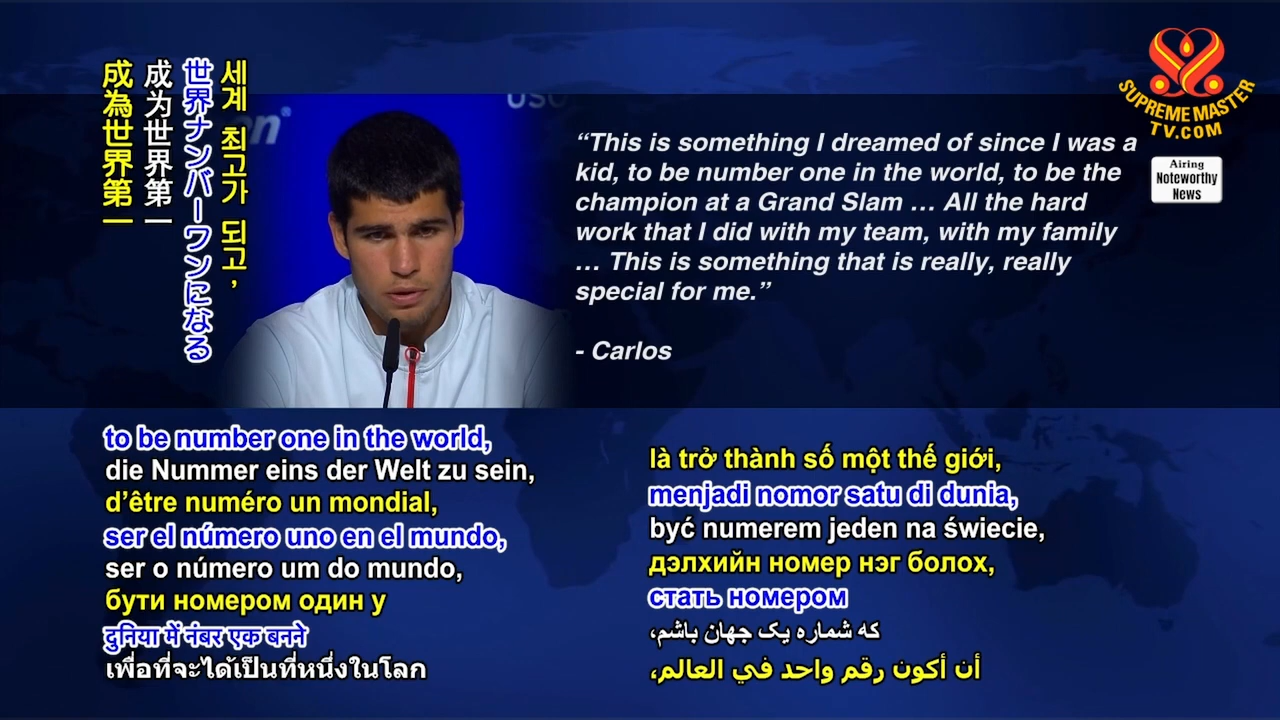 세계 최고가 되고,
世界ナンバーワンになる
成为世界第一
成為世界第一
USO
on®
SUPREME MASTER
TV.COM
Airing
Noteworthy
News
“This is something I dreamed of since I was a
kid, to be number one in the world, to be the
champion at a Grand Slam … All the hard
work that I did with my team, with my family
… This is something that is really, really
special for me.”
- Carlos
to be number one in the world,
die Nummer eins der Welt zu sein,
d’être numéro un mondial,
ser el número uno en el mundo,
ser o número um do mundo,
бути номером один у
दुनिया में नंबर एक बनने
เพื่อที่จะได้เป็นที่หนึ่งในโลก
là trở thành số một thế giới,
menjadi nomor satu di dunia,
być numerem jeden na świecie,
дэлхийн номер нэг болох,
стать номером
که شماره یک جهان باشم،
أن أكون رقم واحد في العالم،